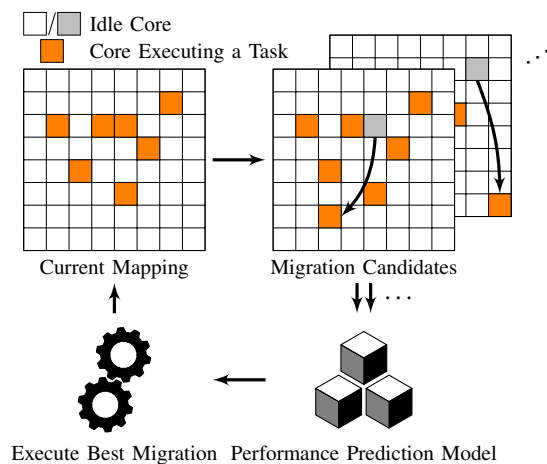 / Idle Core
Core Executing a Task
...
Current Mapping
Migration Candidates
...
Execute Best Migration
Performance Prediction Model